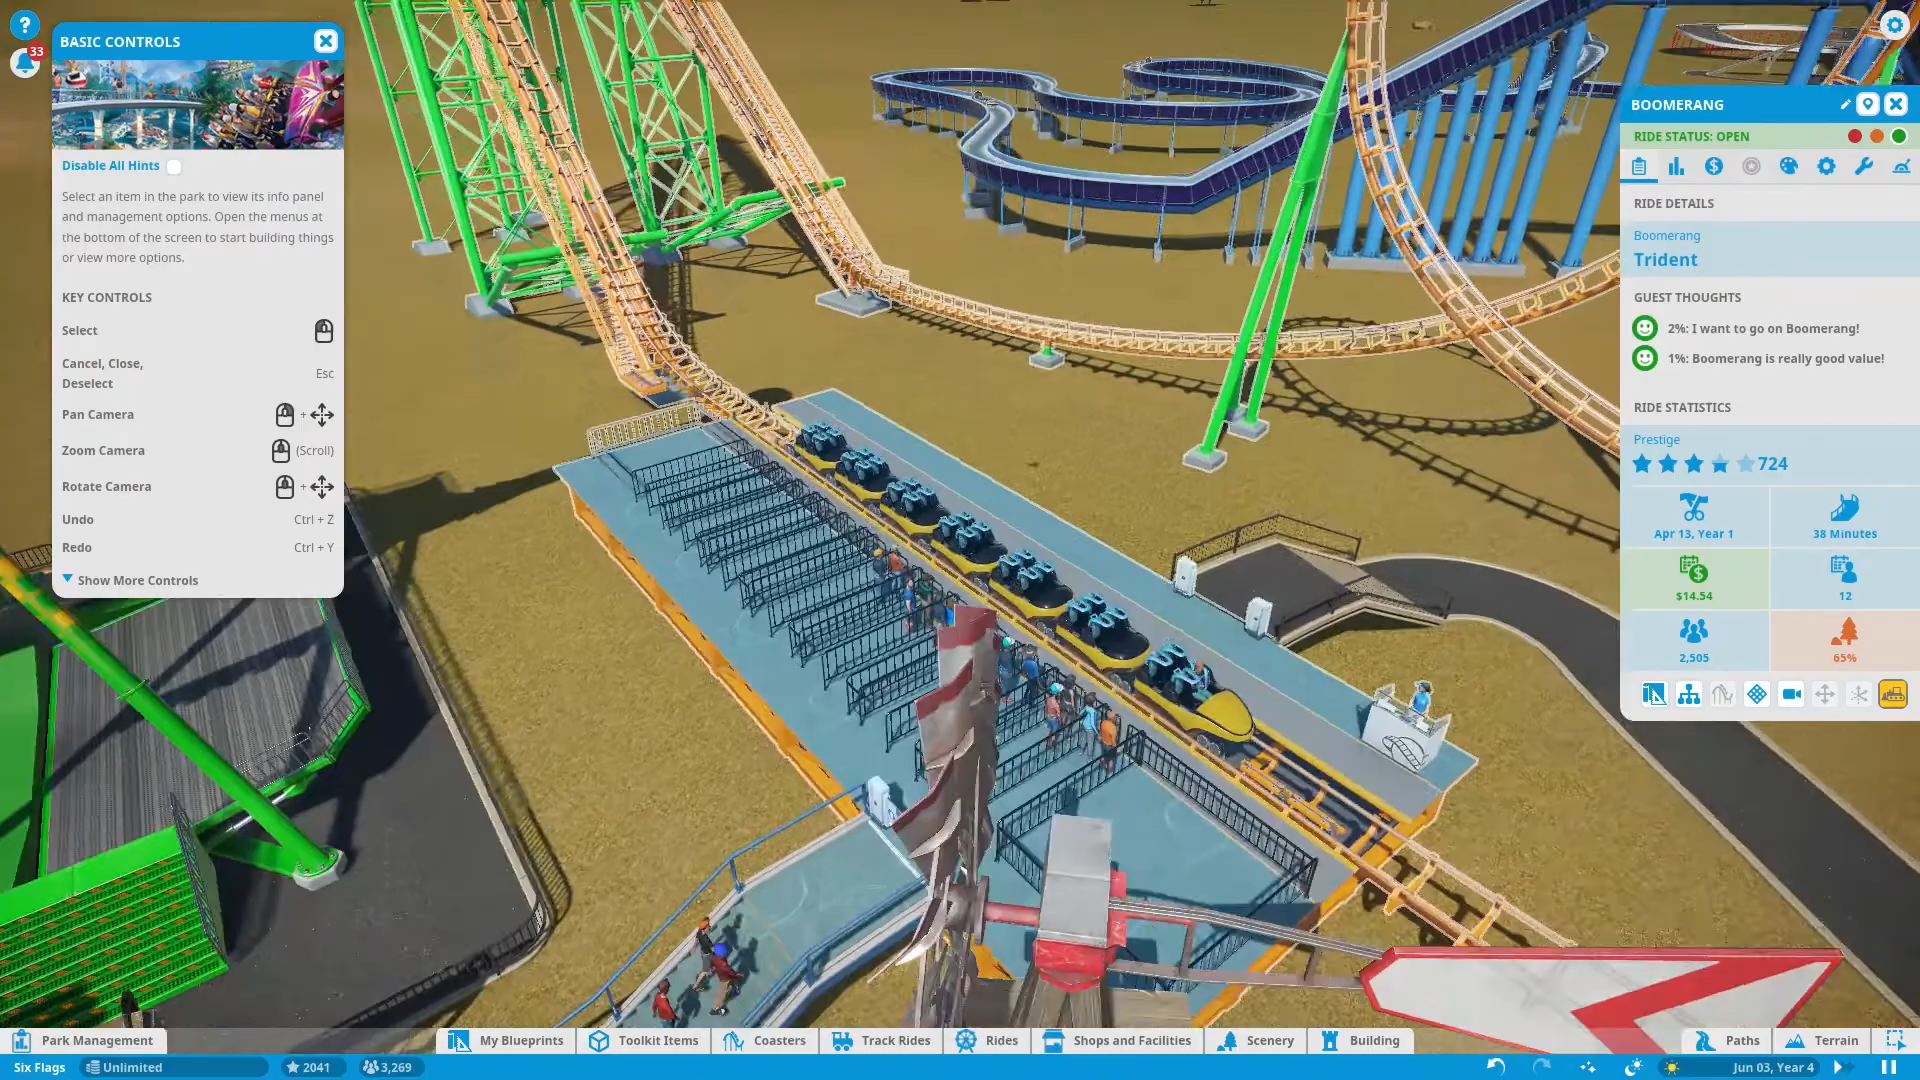 ?
33
BASIC CONTROLS
Disable All Hints
Select an item in the park to view its info panel
and management options. Open the menus at
the bottom of the screen to start building things
or view more options.
KEY CONTROLS
Select
Cancel, Close,
Deselect
Esc
Pan Camera
+
Zoom Camera
(Scroll)
Rotate Camera
+
Undo
Ctrl + Z
Redo
Ctrl + Y
Show More Controls
BOOMERANG
RIDE STATUS: OPEN
RIDE DETAILS
Boomerang
Trident
GUEST THOUGHTS
2%: I want to go on Boomerang!
1%: Boomerang is really good value!
RIDE STATISTICS
Prestige
724
Apr 13, Year 1
38 Minutes
$14.54
12
2,505
65%
Park Management
My Blueprints
Toolkit Items
Coasters
Track Rides
Rides
Shops and Facilities
Scenery
Building
Paths
Terrain
Six Flags
Unlimited
2041
3,269
Jun 03, Year 4